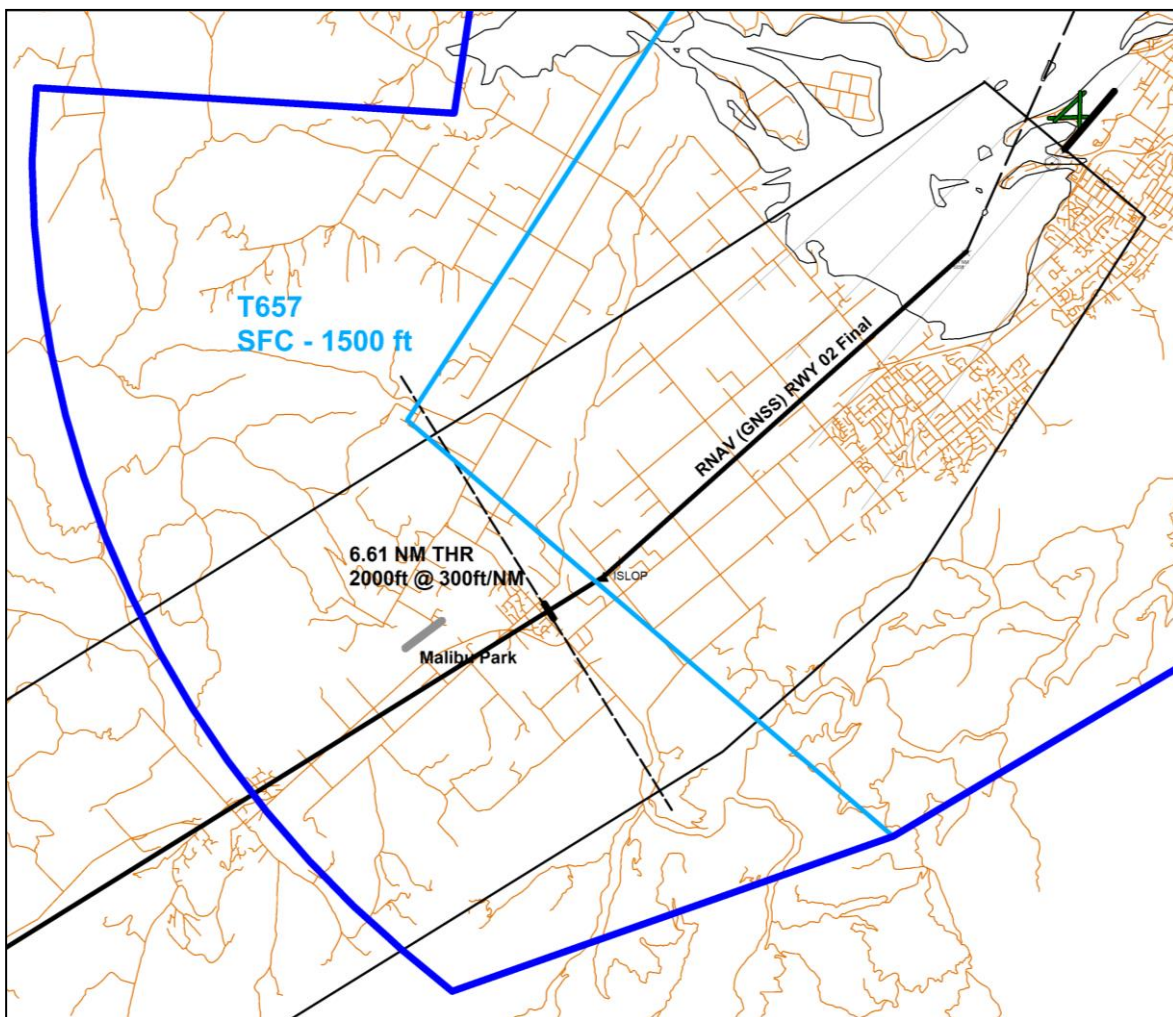 T657
SFC - 1500 ft
RNAV (GNSS) RWY 02 Final
6.61 NM THR
2000ft @ 300ft/NM
ISLOP
Malibu Park